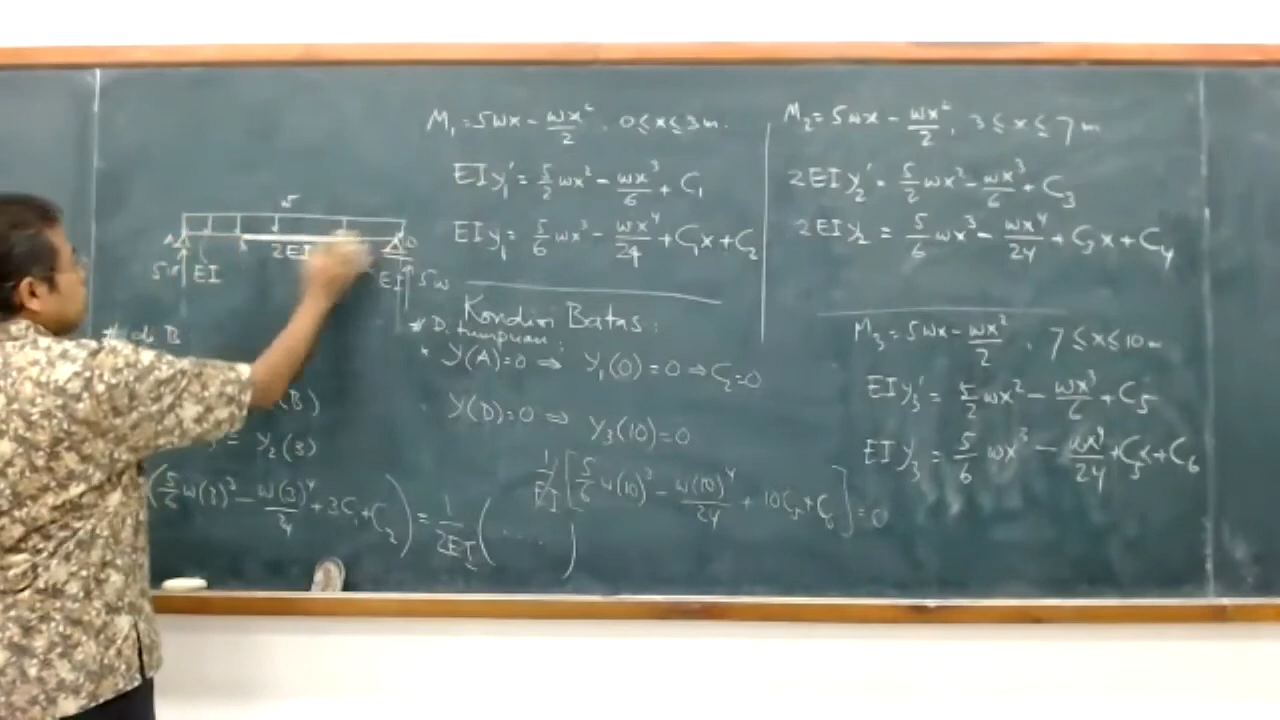 w
A
D
5w
EI
2EI
EI
5w
# di B
(B)
= y₂(3)
(5/6 w(3)³ - w(3)⁴/24 + 3C₁ + C₂) = 1/2EI (.....)
M₁ = 5wx - wx²/2, 0 ≤ x ≤ 3 m.
EIy₁' = 5/2 wx² - wx³/6 + C₁
EIy₁ = 5/6 wx³ - wx⁴/24 + C₁x + C₂
Kondisi Batas:
# D. tumpuan:
* y(A)=0 ⇒ y₁(0)=0 ⇒ C₂=0
y(D)=0 ⇒ y₃(10)=0
1/EI [5/6 w(10)³ - w(10)⁴/24 + 10C₅ + C₆] = 0
M₂ = 5wx - wx²/2, 3 ≤ x ≤ 7 m
2EIy₂' = 5/2 wx² - wx³/6 + C₃
2EIy₂ = 5/6 wx³ - wx⁴/24 + C₃x + C₄
M₃ = 5wx - wx²/2, 7 ≤ x ≤ 10 m
EIy₃' = 5/2 wx² - wx³/6 + C₅
EIy₃ = 5/6 wx³ - wx⁴/24 + C₅x + C₆